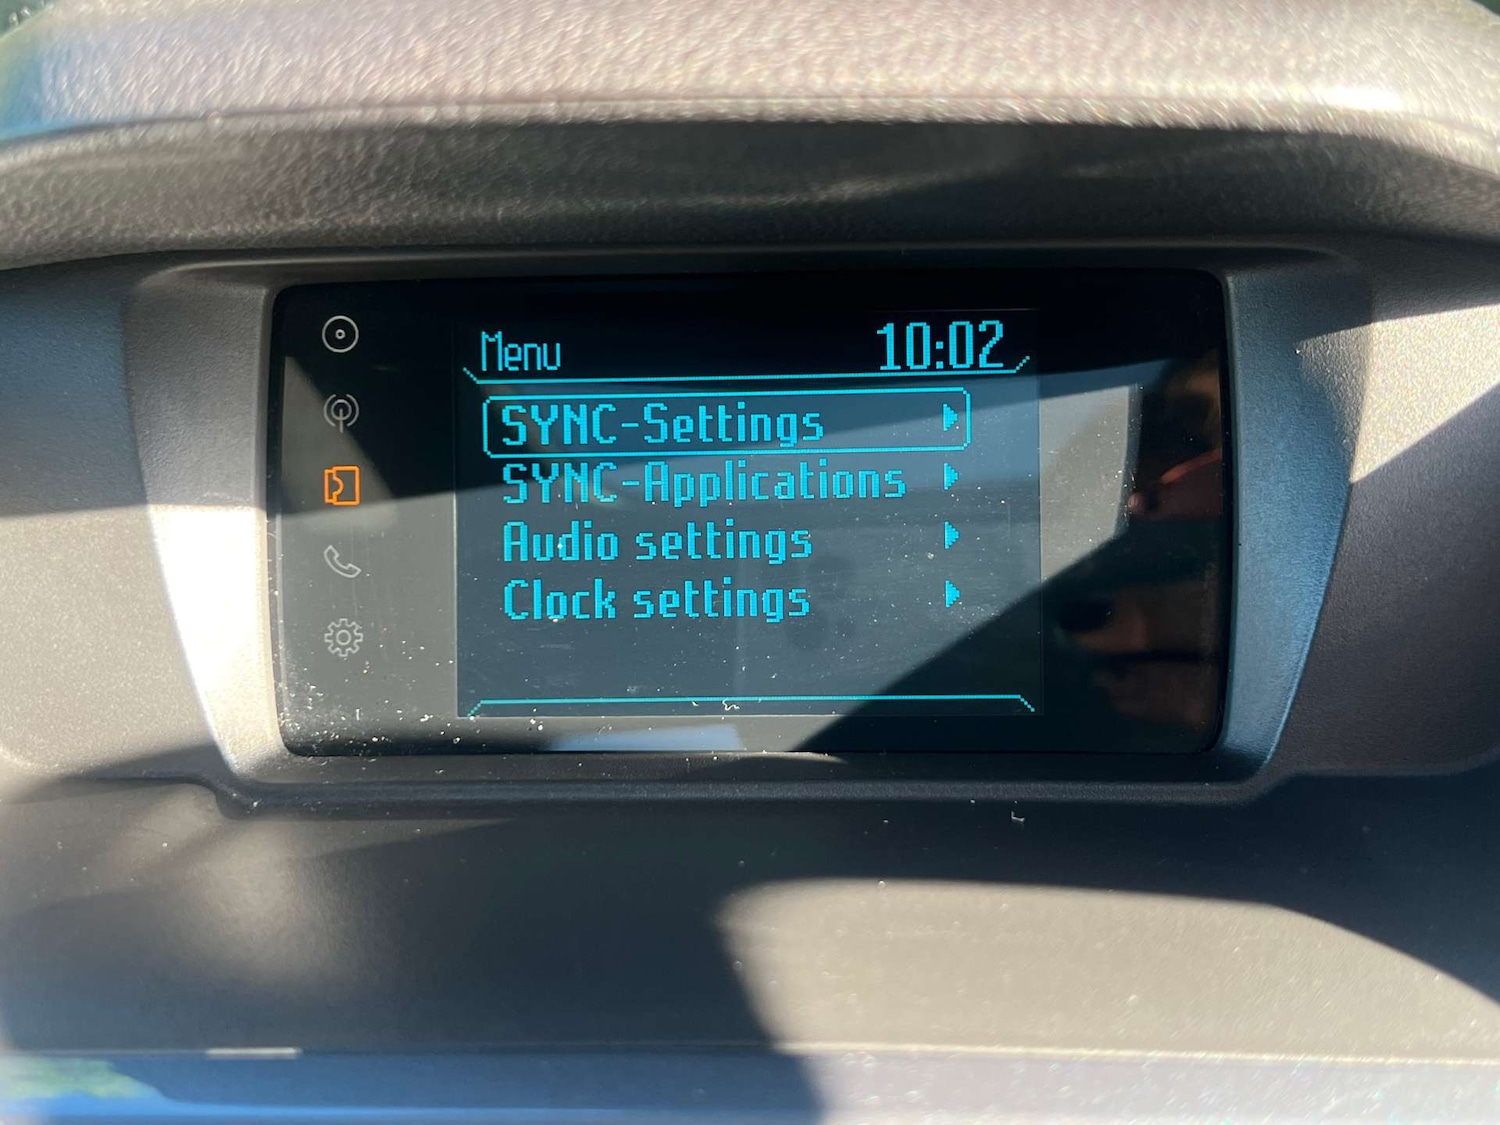 Menu 10:02
SYNC-Settings
SYNC-Applications
Audio settings
Clock settings